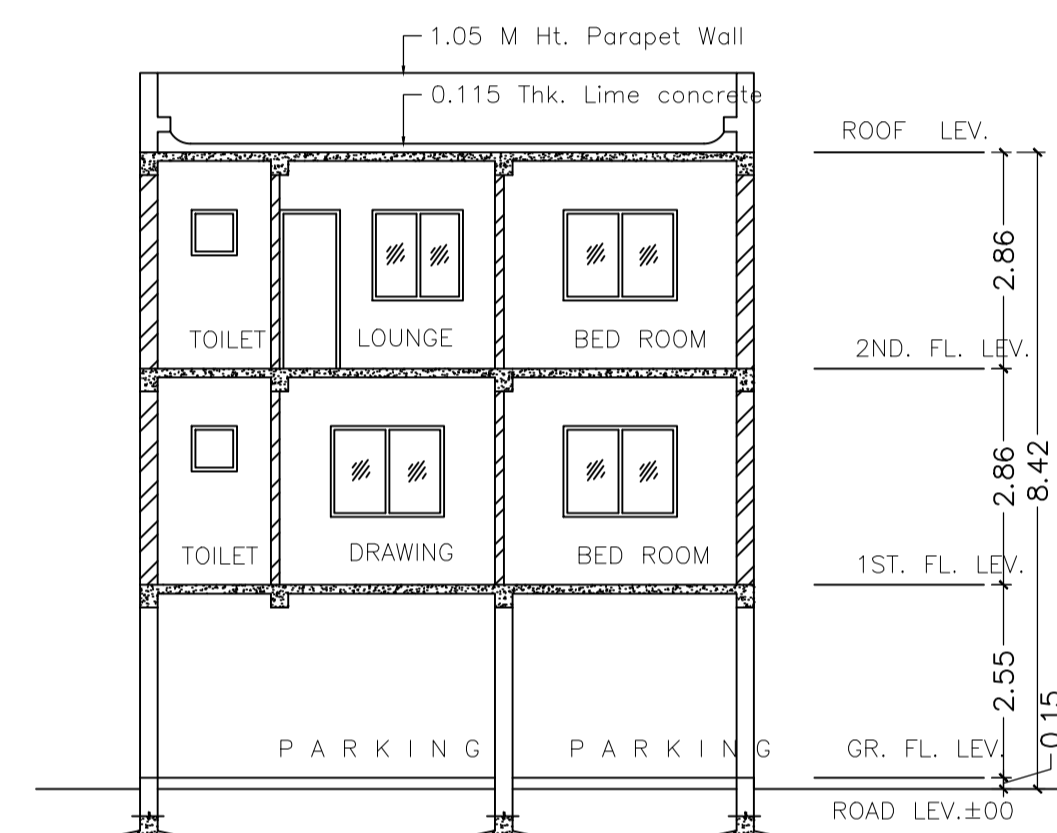 1.05 M Ht. Parapet Wall
0.115 Thk. Lime concrete
ROOF LEV.
2.86
TOILET LOUNGE BED ROOM
2ND. FL. LEV.
2.86
8.42
TOILET DRAWING BED ROOM
1ST. FL. LEV.
2.55
0.15
PARKING PARKING
GR. FL. LEV.
ROAD LEV.±00